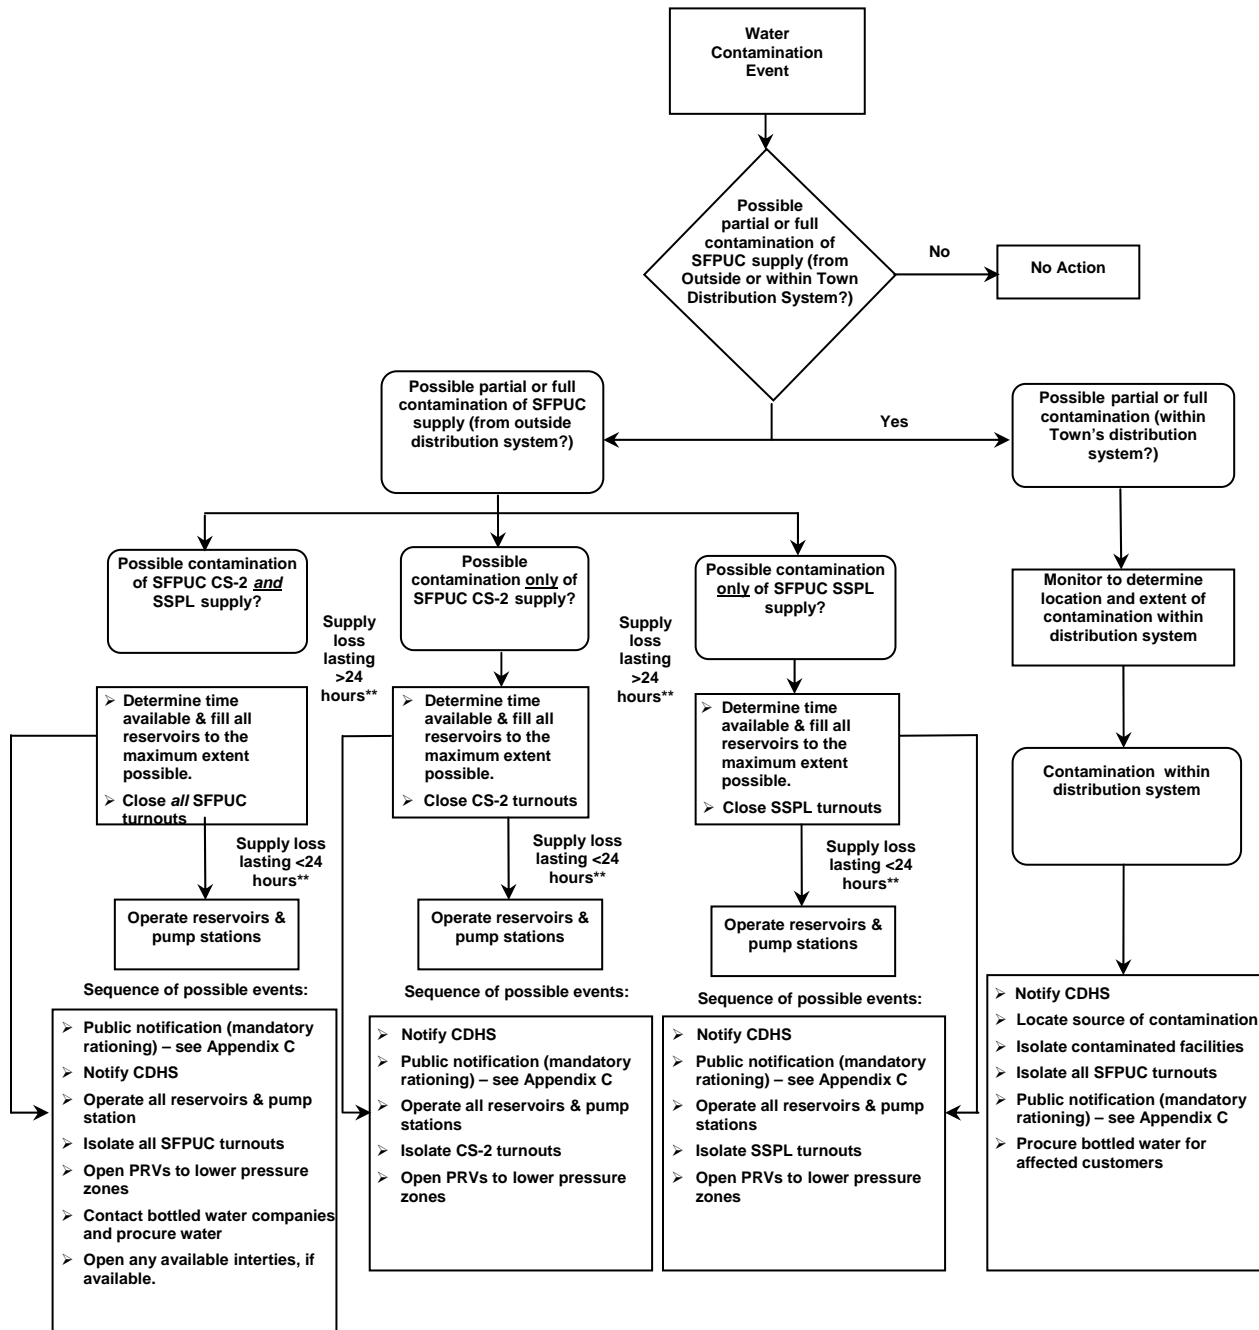 Water
Contamination
Event
Possible
partial or full
contamination of
SFPUC supply (from
Outside or within Town
Distribution System?)
No
No Action
Yes
Possible partial or full
contamination of SFPUC
supply (from outside
distribution system?)
Possible partial or full
contamination (within
Town’s distribution
system?)
Possible contamination
of SFPUC CS-2 and
SSPL supply?
Possible
contamination only of
SFPUC CS-2 supply?
Possible contamination
only of SFPUC SSPL
supply?
Monitor to determine
location and extent of
contamination within
distribution system
Supply
loss
lasting
>24
hours**
Supply
loss
lasting
>24
hours**
➢ Determine time
available & fill all
reservoirs to the
maximum extent
possible.
➢ Close all SFPUC
turnouts
➢ Determine time
available & fill all
reservoirs to the
maximum extent
possible.
➢ Close CS-2 turnouts
➢ Determine time
available & fill all
reservoirs to the
maximum extent
possible.
➢ Close SSPL turnouts
Contamination within
distribution system
Supply loss
lasting <24
hours**
Supply loss
lasting <24
hours**
Supply loss
lasting <24
hours**
Operate reservoirs &
pump stations
Operate reservoirs &
pump stations
Operate reservoirs &
pump stations
Sequence of possible events:
➢ Public notification (mandatory
rationing) – see Appendix C
➢ Notify CDHS
➢ Operate all reservoirs & pump
station
➢ Isolate all SFPUC turnouts
➢ Open PRVs to lower pressure
zones
➢ Contact bottled water companies
and procure water
➢ Open any available interties, if
available.
Sequence of possible events:
➢ Notify CDHS
➢ Public notification (mandatory
rationing) – see Appendix C
➢ Operate all reservoirs & pump
stations
➢ Isolate CS-2 turnouts
➢ Open PRVs to lower pressure
zones
Sequence of possible events:
➢ Notify CDHS
➢ Public notification (mandatory
rationing) – see Appendix C
➢ Operate all reservoirs & pump
stations
➢ Isolate SSPL turnouts
➢ Open PRVs to lower pressure
zones
➢ Notify CDHS
➢ Locate source of contamination
➢ Isolate contaminated facilities
➢ Isolate all SFPUC turnouts
➢ Public notification (mandatory
rationing) – see Appendix C
➢ Procure bottled water for
affected customers